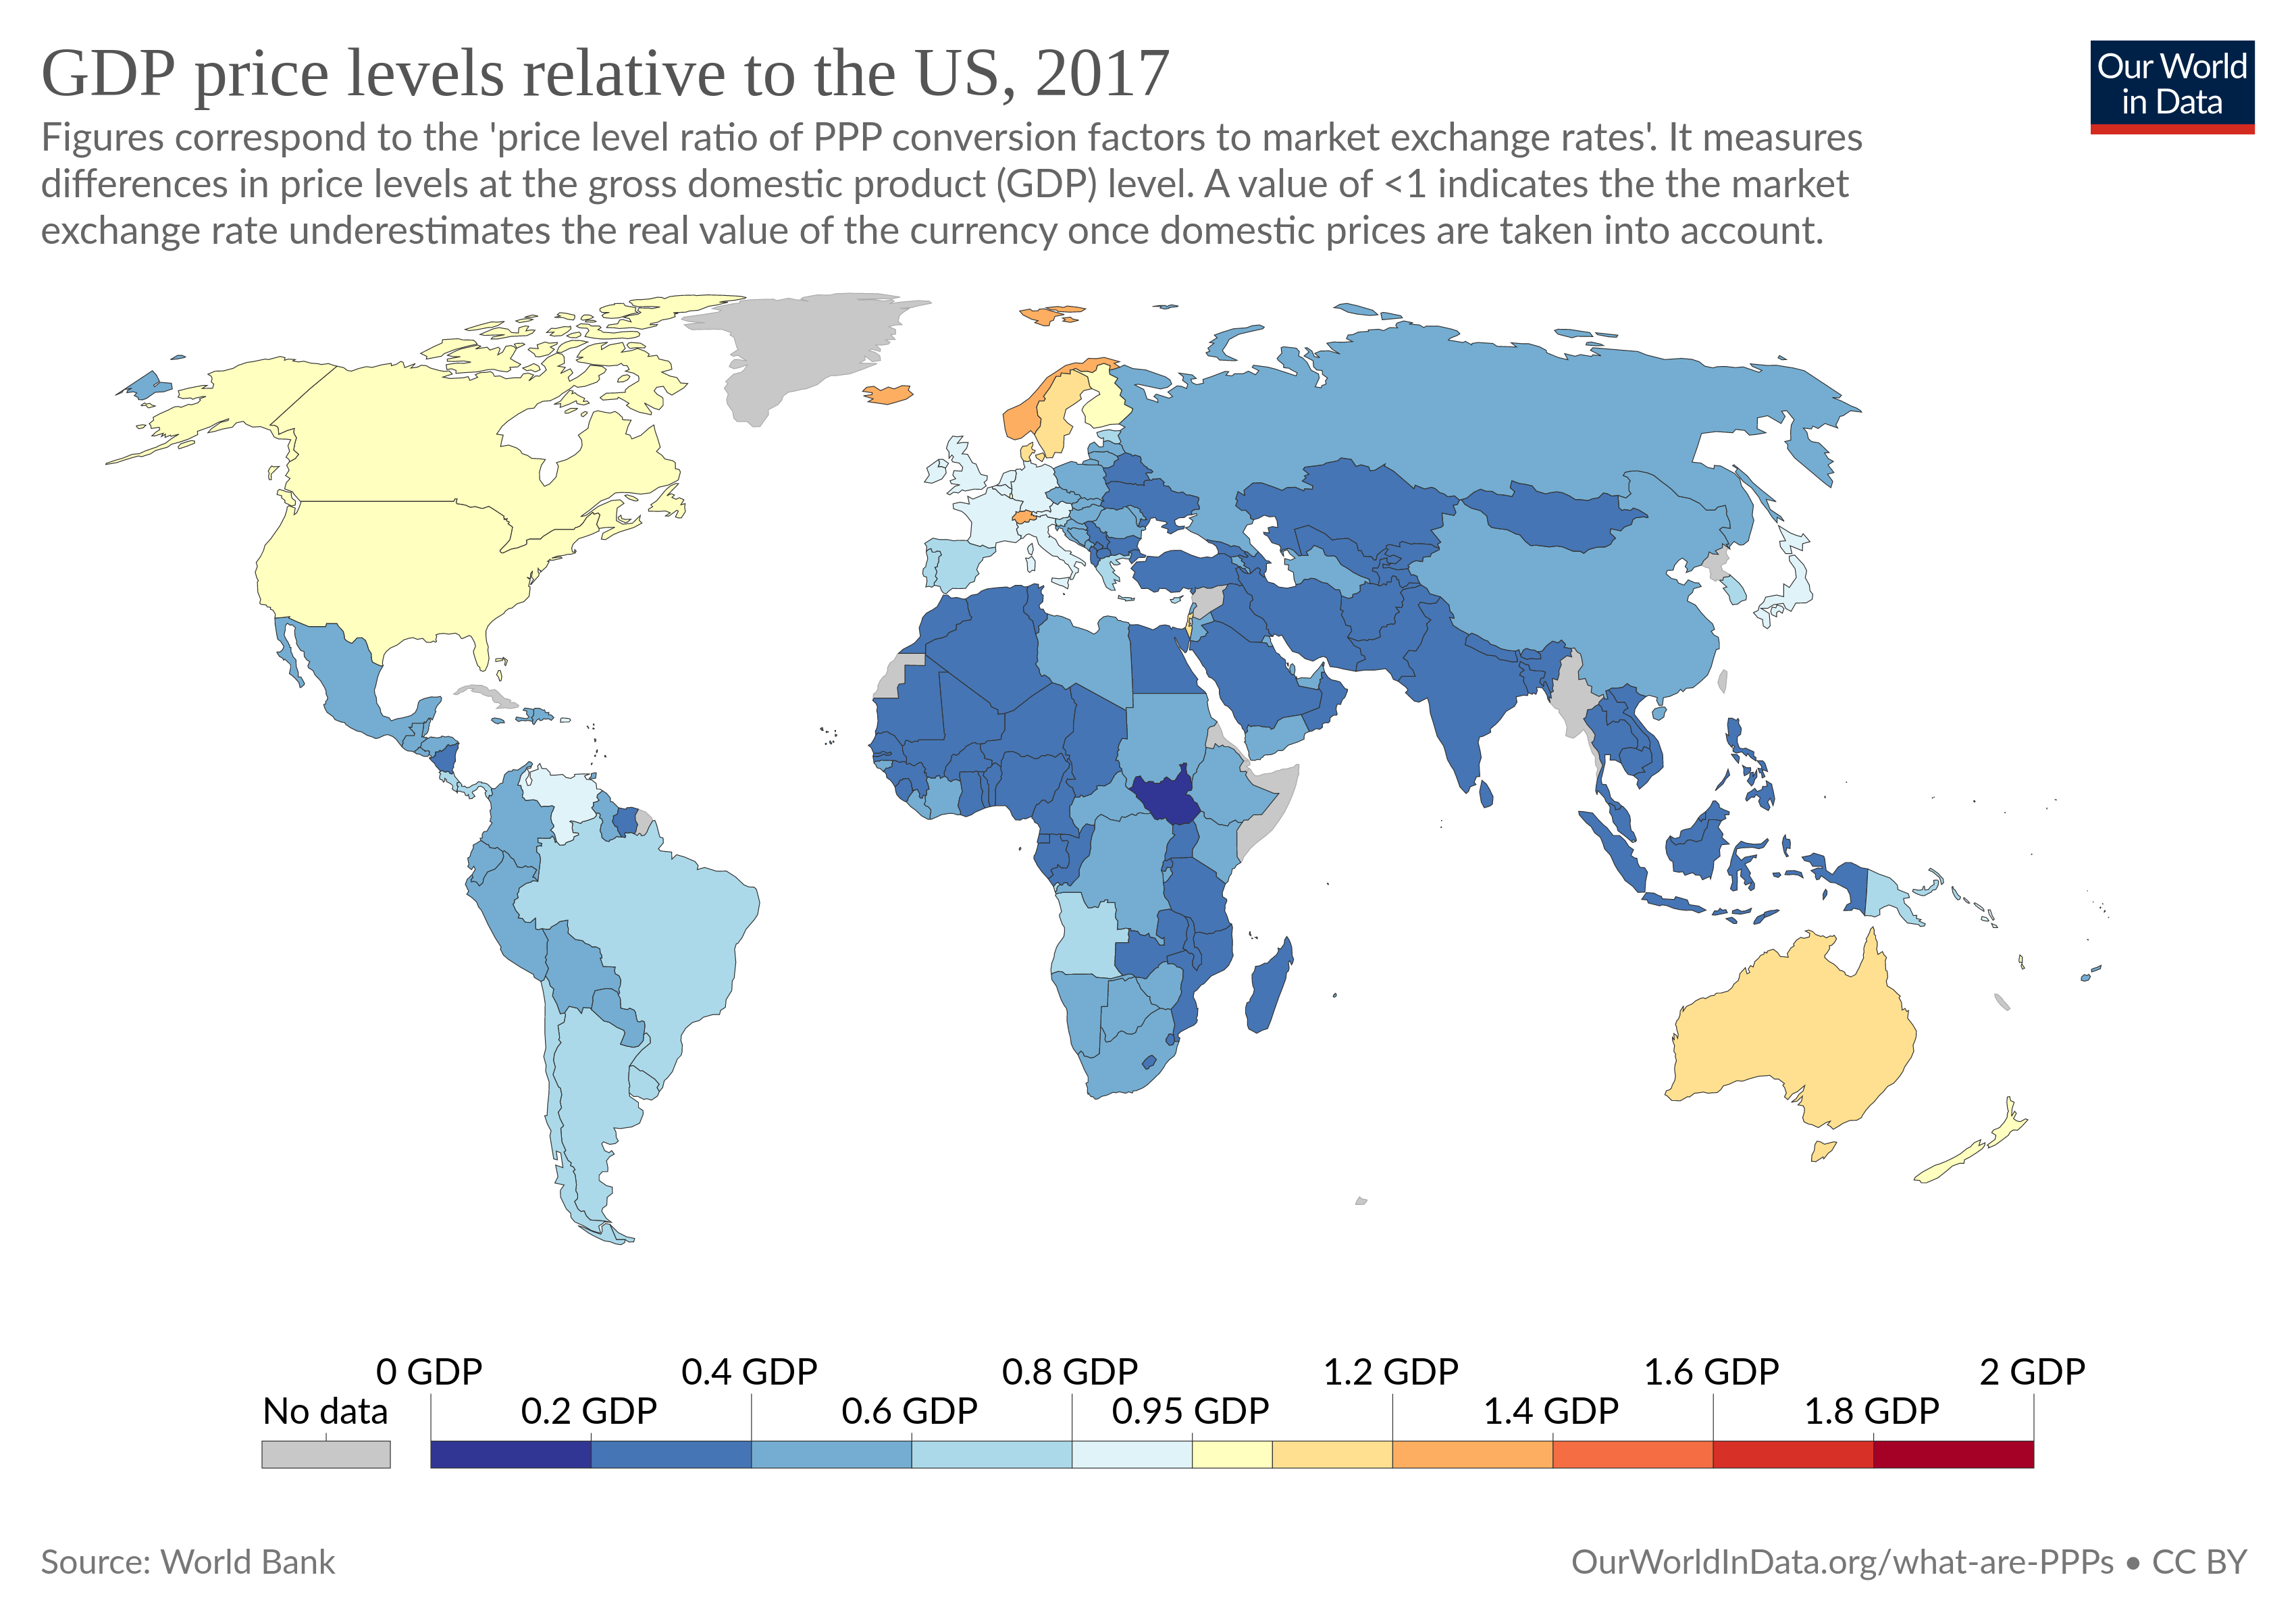 GDP price levels relative to the US, 2017
Our World
in Data
Figures correspond to the 'price level ratio of PPP conversion factors to market exchange rates'. It measures
differences in price levels at the gross domestic product (GDP) level. A value of <1 indicates the the market
exchange rate underestimates the real value of the currency once domestic prices are taken into account.
0 GDP 0.4 GDP 0.8 GDP 1.2 GDP 1.6 GDP 2 GDP
No data 0.2 GDP 0.6 GDP 0.95 GDP 1.4 GDP 1.8 GDP
Source: World Bank
OurWorldInData.org/what-are-PPPs • CC BY